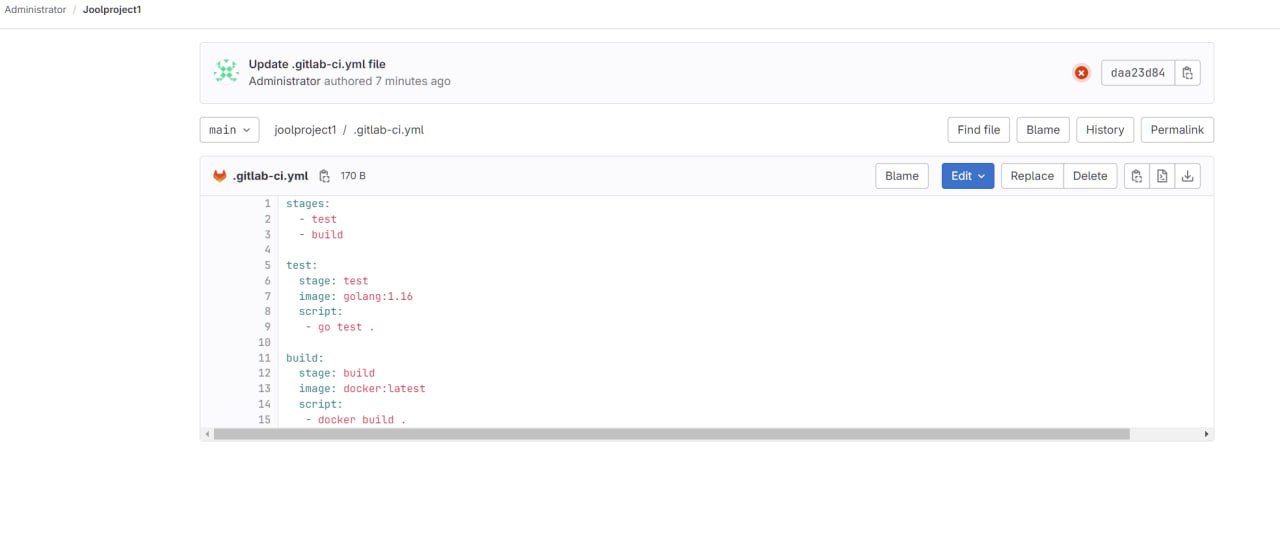 Administrator / Joolproject1
Update .gitlab-ci.yml file
Administrator authored 7 minutes ago
daa23d84
main
joolproject1 / .gitlab-ci.yml
Find file
Blame
History
Permalink
.gitlab-ci.yml
170 B
Blame
Edit
Replace
Delete
1 stages:
2   - test
3   - build
4
5 test:
6   stage: test
7   image: golang:1.16
8   script:
9    - go test .
10
11 build:
12   stage: build
13   image: docker:latest
14   script:
15    - docker build .